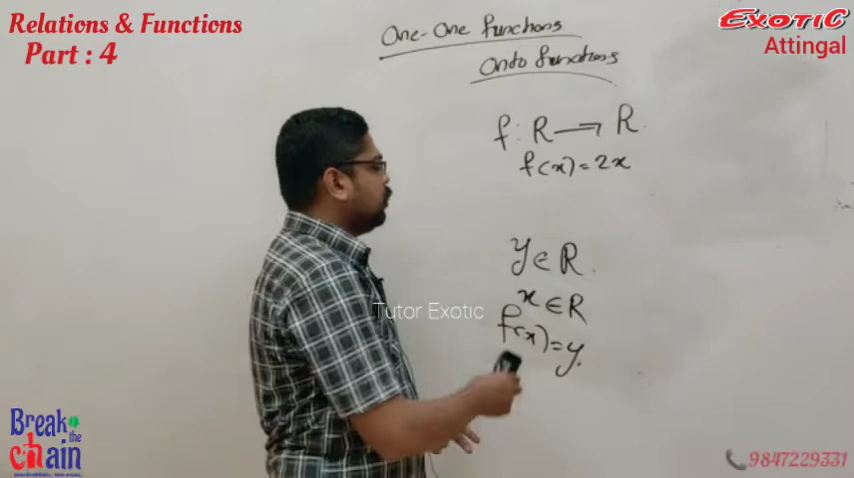 Relations & Functions
Part : 4
EXOTIC
Attingal
One-One functions
Onto functions
f: R → R.
f(x)=2x
y∈R.
x∈R
f(x)=y.
Tutor Exotic
Break the chain
9847229331